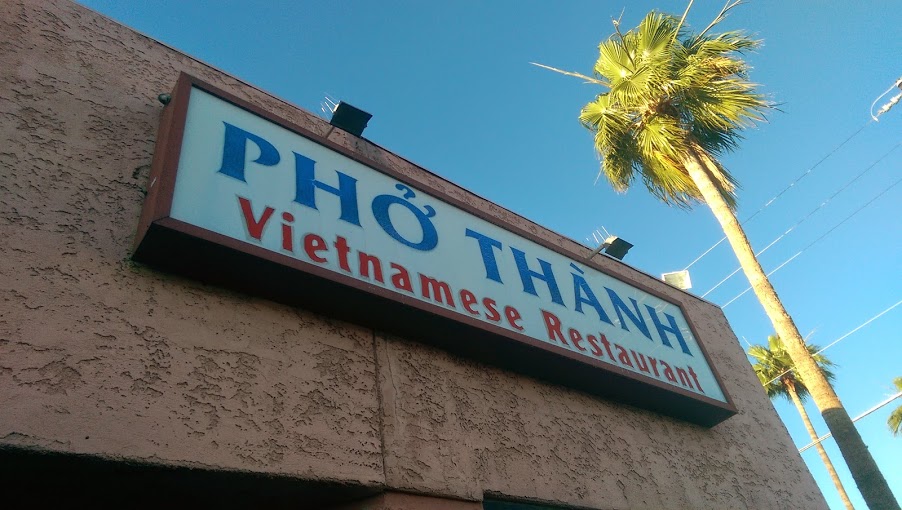 PHỞ THÀNH
Vietnamese Restaurant